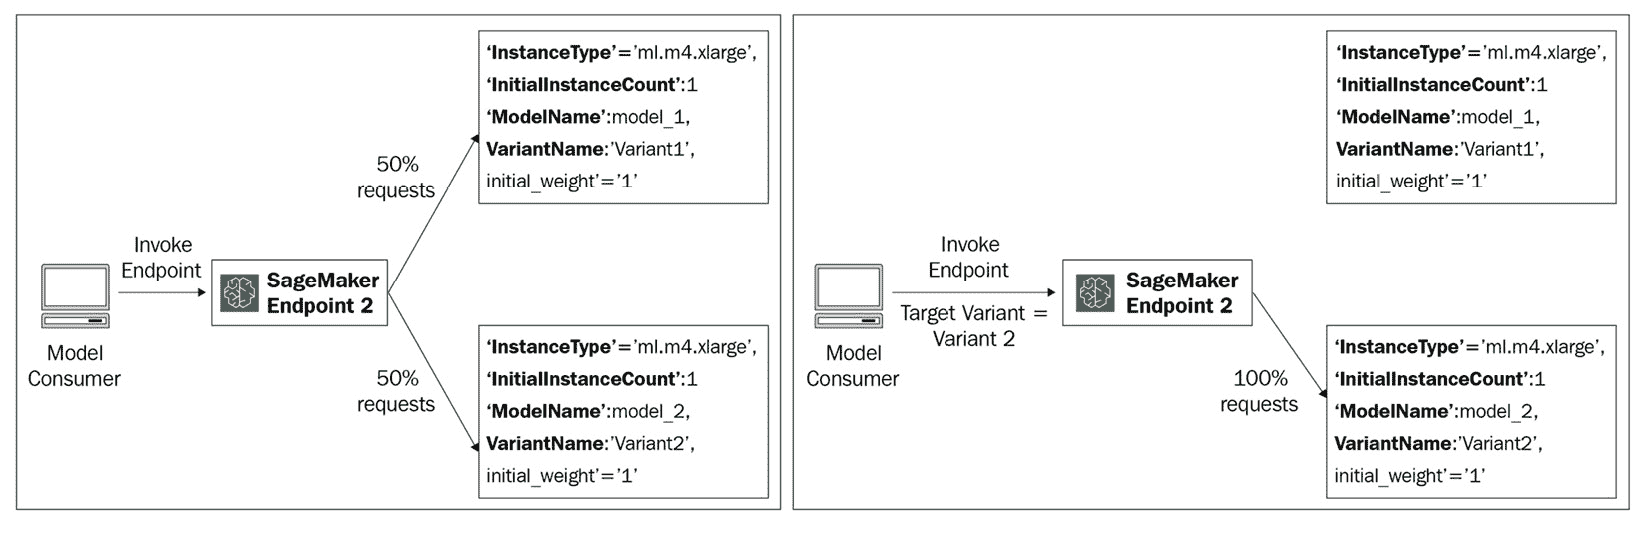 ‘InstanceType’=’ml.m4.xlarge’,
‘InitialInstanceCount’:1
‘ModelName’:model_1,
VariantName:’Variant1’,
initial_weight’=’1’
50%
requests
Invoke
Endpoint
SageMaker
Endpoint 2
Model
Consumer
50%
requests
‘InstanceType’=’ml.m4.xlarge’,
‘InitialInstanceCount’:1
‘ModelName’:model_2,
VariantName:’Variant2’,
initial_weight’=’1’
‘InstanceType’=’ml.m4.xlarge’,
‘InitialInstanceCount’:1
‘ModelName’:model_1,
VariantName:’Variant1’,
initial_weight’=’1’
Invoke
Endpoint
Target Variant =
Variant 2
SageMaker
Endpoint 2
Model
Consumer
100%
requests
‘InstanceType’=’ml.m4.xlarge’,
‘InitialInstanceCount’:1
‘ModelName’:model_2,
VariantName:’Variant2’,
initial_weight’=’1’